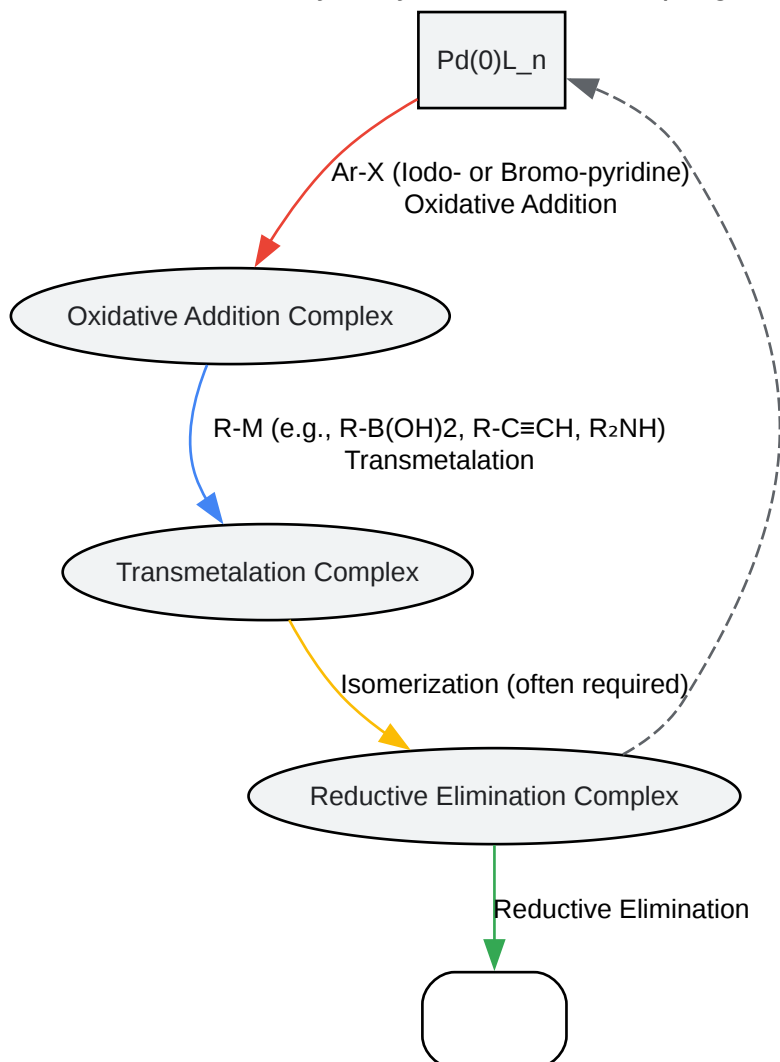 Pd(0)L_n
Ar-X (Iodo- or Bromo-pyridine)
Oxidative Addition
Oxidative Addition Complex
R-M (e.g., R-B(OH)2, R-C≡CH, R₂NH)
Transmetalation
Transmetalation Complex
Isomerization (often required)
Reductive Elimination Complex
Reductive Elimination